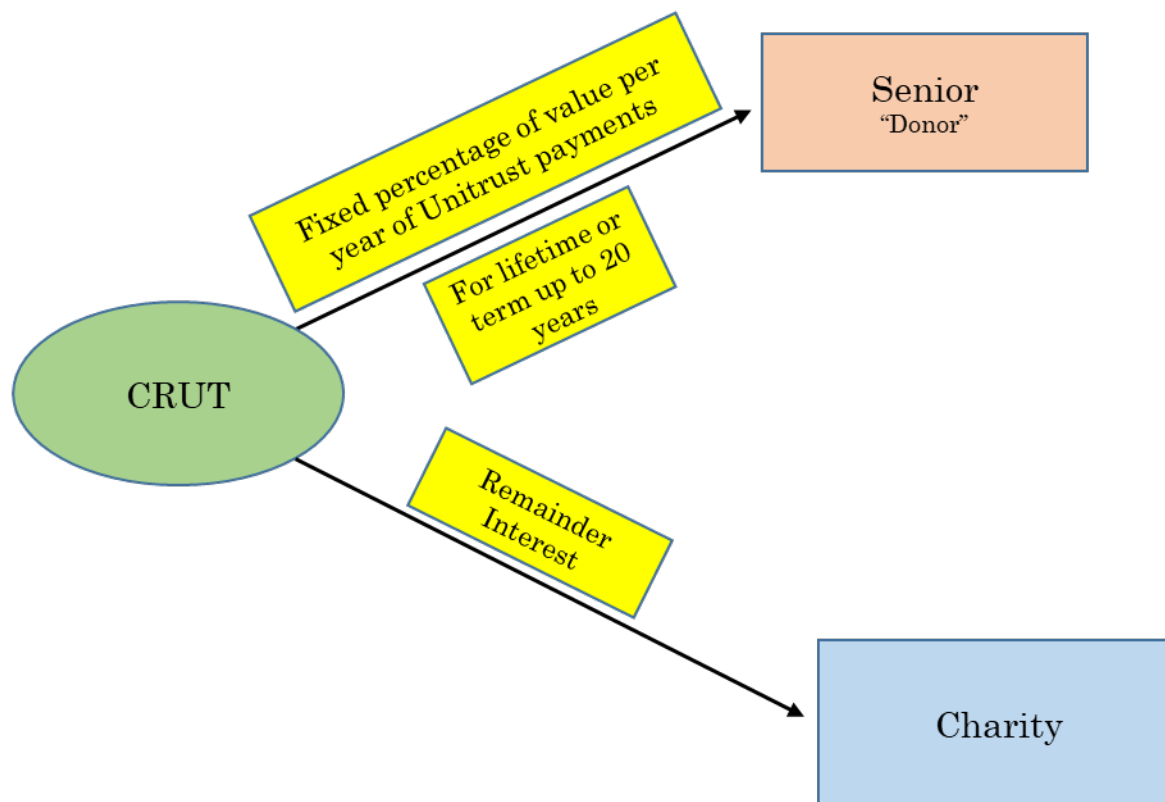 Senior
“Donor”
Fixed percentage of value per
year of Unitrust payments
For lifetime or
term up to 20
years
CRUT
Remainder
Interest
Charity